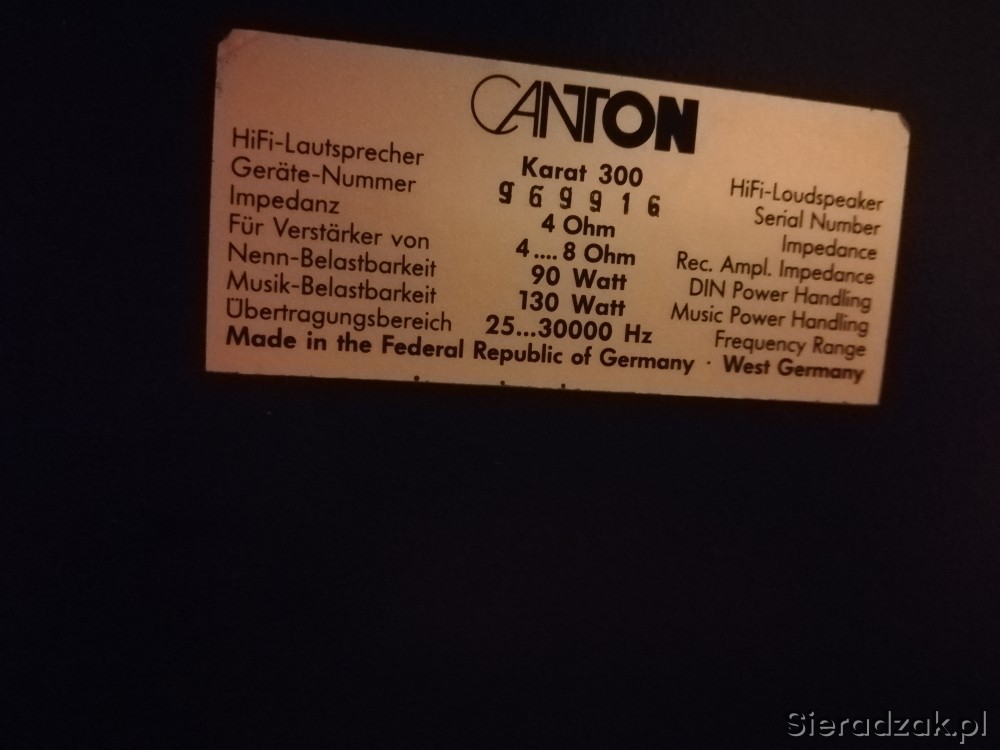 CANTON
HiFi-Lautsprecher Karat 300 HiFi-Loudspeaker
Geräte-Nummer 969916 Serial Number
Impedanz 4 Ohm Impedance
Für Verstärker von 4....8 Ohm Rec. Ampl. Impedance
Nenn-Belastbarkeit 90 Watt DIN Power Handling
Musik-Belastbarkeit 130 Watt Music Power Handling
Übertragungsbereich 25...30000 Hz Frequency Range
Made in the Federal Republic of Germany · West Germany
Sieradzak.pl